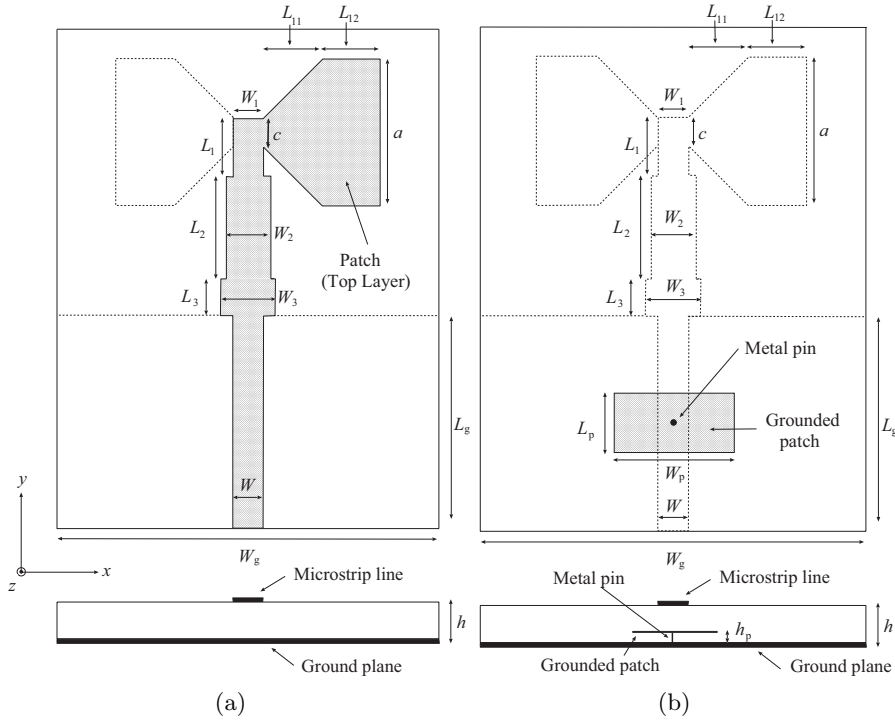 L11 L12
W1
L1
c
a
L2
W2
Patch
(Top Layer)
L3
W3
Lg
W
y
z
x
Wg
Microstrip line
h
Ground plane
(a)
L11 L12
W1
L1
c
a
L2
W2
L3
W3
Metal pin
Lp
Grounded
patch
Lg
Wp
W
Wg
Metal pin
Microstrip line
hp
h
Grounded patch
Ground plane
(b)